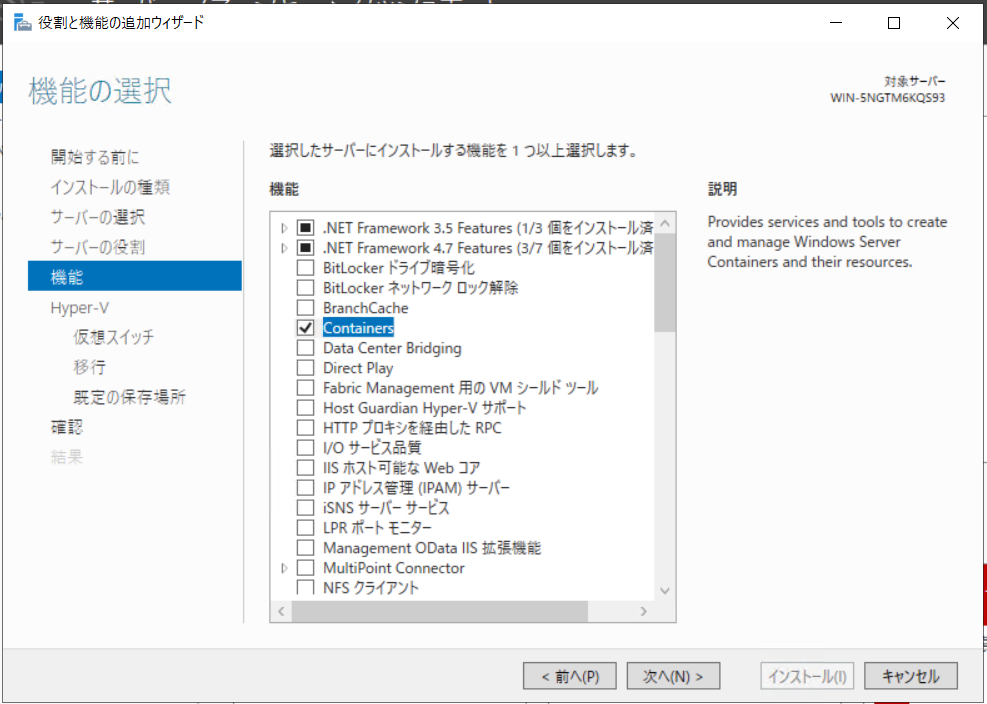 役割と機能の追加ウィザード
機能の選択
対象サーバー
WIN-5NGTM6KQS93
開始する前に
インストールの種類
サーバーの選択
サーバーの役割
機能
Hyper-V
仮想スイッチ
移行
既定の保存場所
確認
結果
選択したサーバーにインストールする機能を 1 つ以上選択します。
機能
.NET Framework 3.5 Features (1/3 個をインストール済
.NET Framework 4.7 Features (3/7 個をインストール済
BitLocker ドライブ暗号化
BitLocker ネットワーク ロック解除
BranchCache
Containers
Data Center Bridging
Direct Play
Fabric Management 用の VM シールド ツール
Host Guardian Hyper-V サポート
HTTP プロキシを経由した RPC
I/O サービス品質
IIS ホスト可能な Web コア
IP アドレス管理 (IPAM) サーバー
iSNS サーバー サービス
LPR ポート モニター
Management OData IIS 拡張機能
MultiPoint Connector
NFS クライアント
説明
Provides services and tools to create
and manage Windows Server
Containers and their resources.
< 前へ(P)
次へ(N) >
インストール(I)
キャンセル